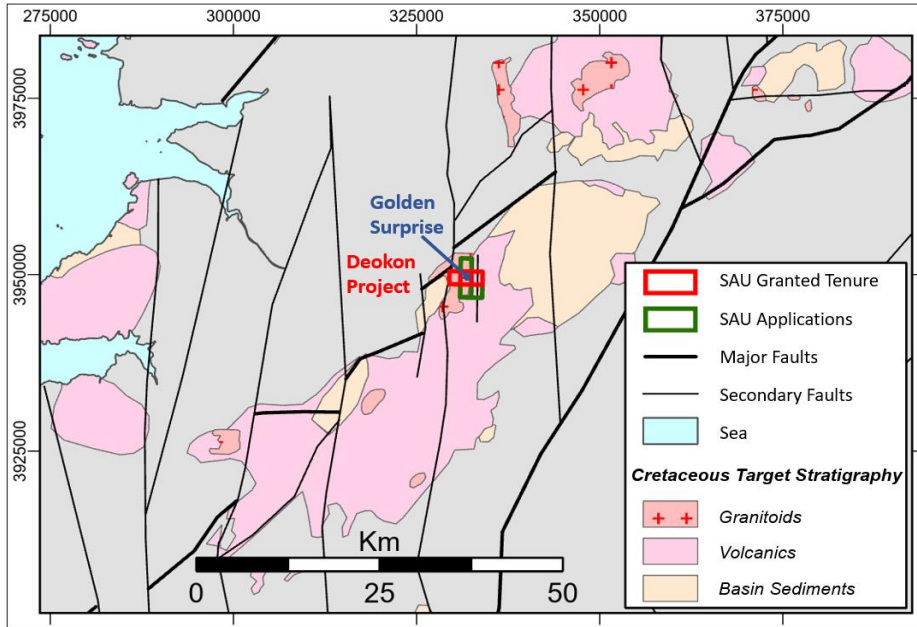 275000 300000 325000 350000 375000
3975000
3950000
3925000
Golden
Surprise
Deokon
Project
SAU Granted Tenure
SAU Applications
Major Faults
Secondary Faults
Sea
Cretaceous Target Stratigraphy
Granitoids
Volcanics
Basin Sediments
Km
0 25 50